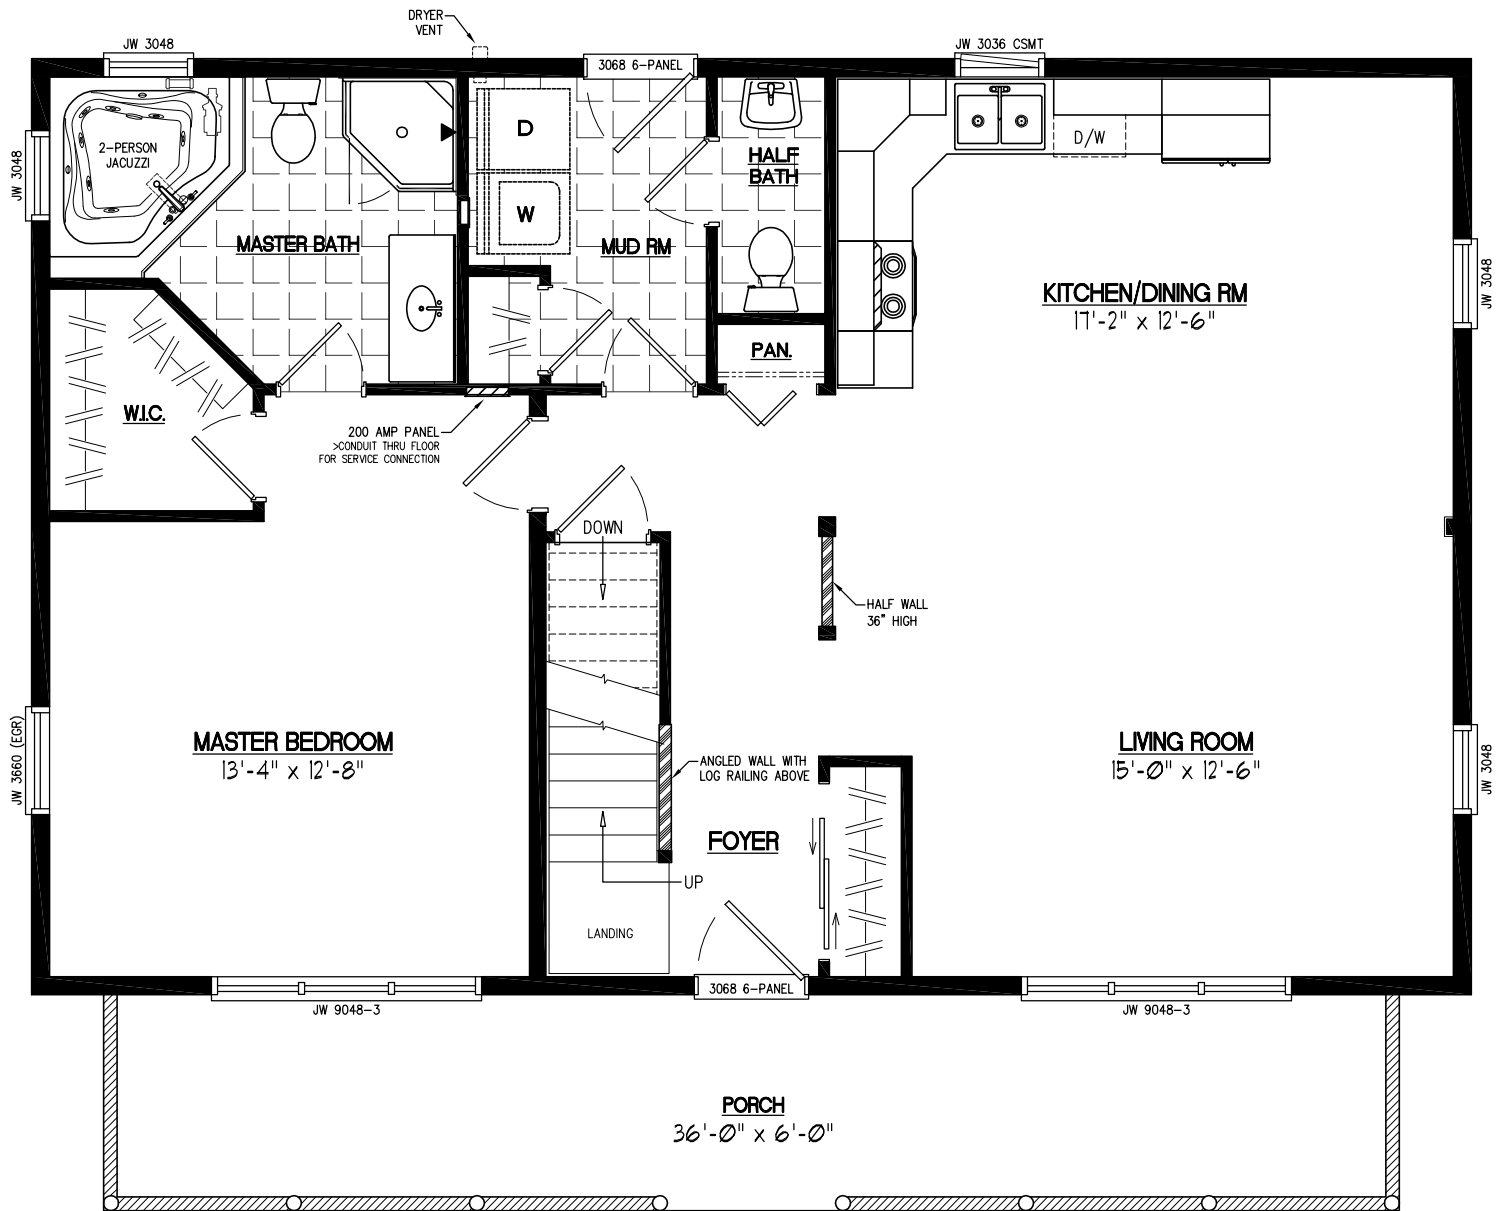 DRYER
VENT
JW 3048
3068 6-PANEL
JW 3036 CSMT
JW 3048
2-PERSON
JACUZZI
D
W
HALF
BATH
D/W
MASTER BATH
MUD RM
JW 3048
KITCHEN/DINING RM
17'-2" x 12'-6"
PAN.
W.I.C.
200 AMP PANEL
>CONDUIT THRU FLOOR
FOR SERVICE CONNECTION
DOWN
HALF WALL
36" HIGH
JW 3660 (EGR)
MASTER BEDROOM
13'-4" x 12'-8"
ANGLED WALL WITH
LOG RAILING ABOVE
LIVING ROOM
15'-0" x 12'-6"
JW 3048
FOYER
UP
LANDING
3068 6-PANEL
JW 9048-3
JW 9048-3
PORCH
36'-0" x 6'-0"